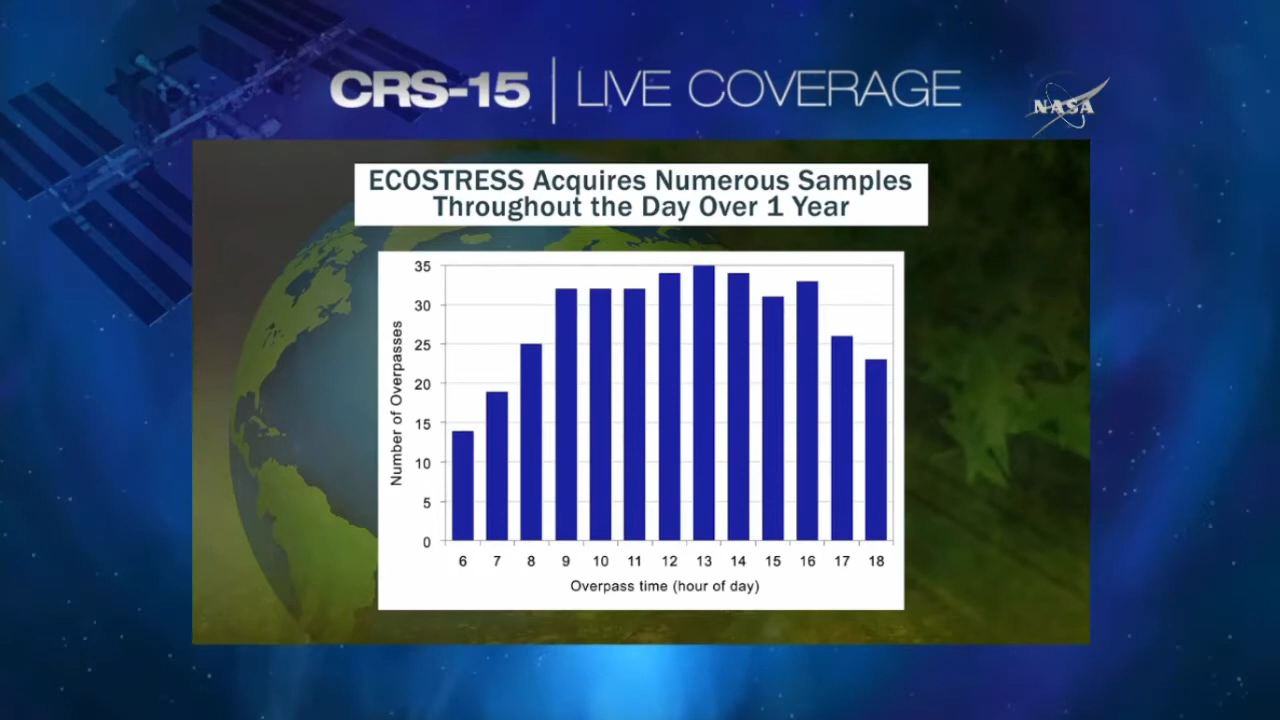 CRS-15 | LIVE COVERAGE
NASA
ECOSTRESS Acquires Numerous Samples
Throughout the Day Over 1 Year
35
30
25
20
15
10
5
0
Number of Overpasses
6 7 8 9 10 11 12 13 14 15 16 17 18
Overpass time (hour of day)